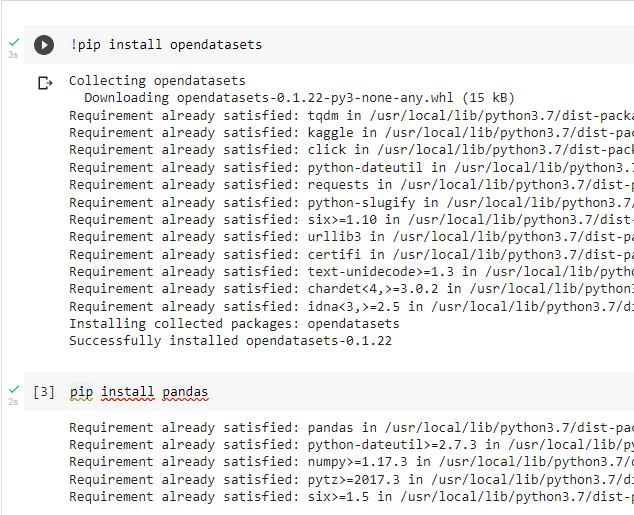 3s
!pip install opendatasets
Collecting opendatasets
Downloading opendatasets-0.1.22-py3-none-any.whl (15 kB)
Requirement already satisfied: tqdm in /usr/local/lib/python3.7/dist-packa
Requirement already satisfied: kaggle in /usr/local/lib/python3.7/dist-pac
Requirement already satisfied: click in /usr/local/lib/python3.7/dist-pack
Requirement already satisfied: python-dateutil in /usr/local/lib/python3.7
Requirement already satisfied: requests in /usr/local/lib/python3.7/dist-p
Requirement already satisfied: python-slugify in /usr/local/lib/python3.7/
Requirement already satisfied: six>=1.10 in /usr/local/lib/python3.7/dist-
Requirement already satisfied: urllib3 in /usr/local/lib/python3.7/dist-pa
Requirement already satisfied: certifi in /usr/local/lib/python3.7/dist-pa
Requirement already satisfied: text-unidecode>=1.3 in /usr/local/lib/pytho
Requirement already satisfied: chardet<4,>=3.0.2 in /usr/local/lib/python3
Requirement already satisfied: idna<3,>=2.5 in /usr/local/lib/python3.7/di
Installing collected packages: opendatasets
Successfully installed opendatasets-0.1.22
2s
[3] pip install pandas
Requirement already satisfied: pandas in /usr/local/lib/python3.7/dist-pac
Requirement already satisfied: python-dateutil>=2.7.3 in /usr/local/lib/py
Requirement already satisfied: numpy>=1.17.3 in /usr/local/lib/python3.7/d
Requirement already satisfied: pytz>=2017.3 in /usr/local/lib/python3.7/di
Requirement already satisfied: six>=1.5 in /usr/local/lib/python3.7/dist-p